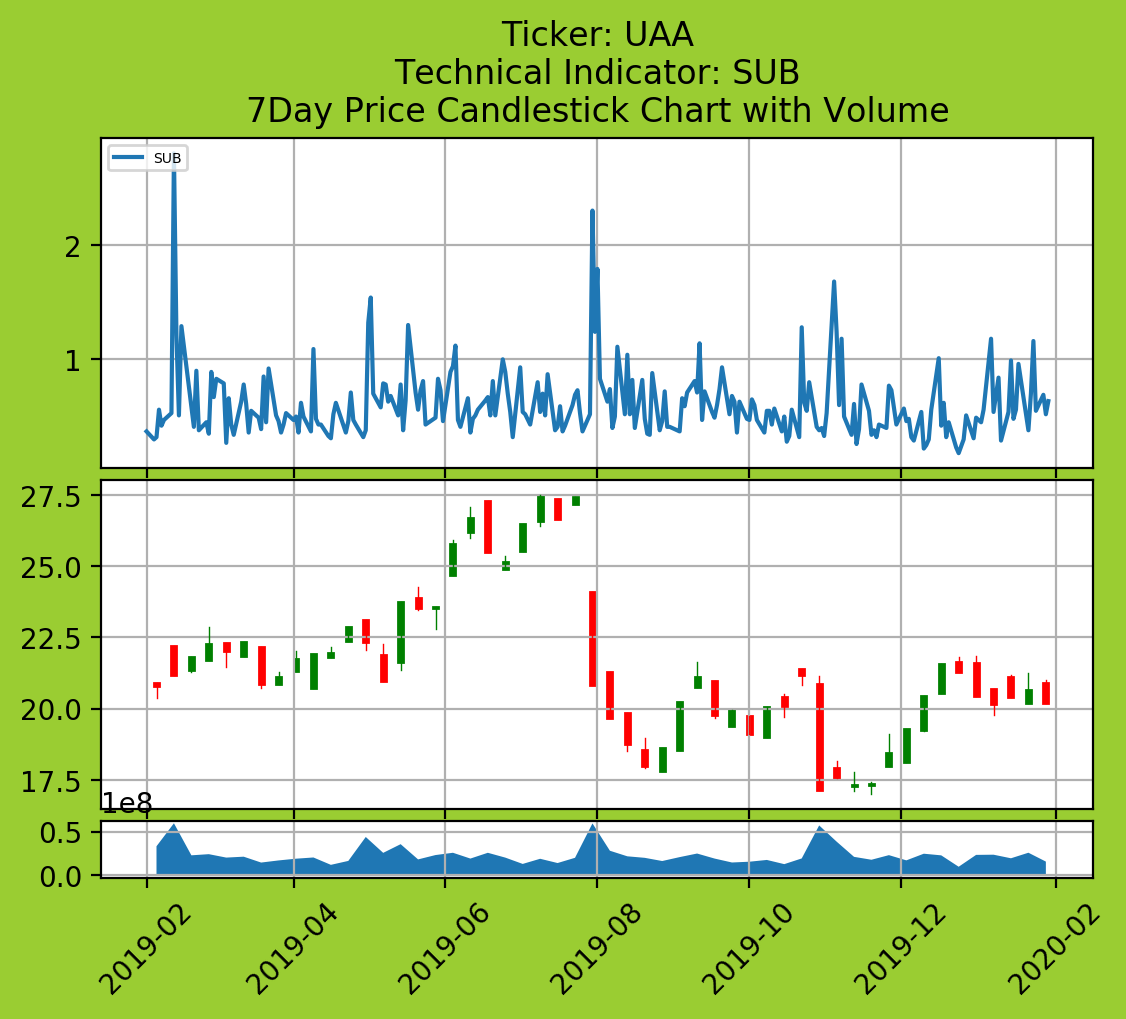 Ticker: UAA
Technical Indicator: SUB
7Day Price Candlestick Chart with Volume
SUB
2
1
27.5
25.0
22.5
20.0
17.5
1e8
0.5
0.0
2019-02 2019-04 2019-06 2019-08 2019-10 2019-12 2020-02